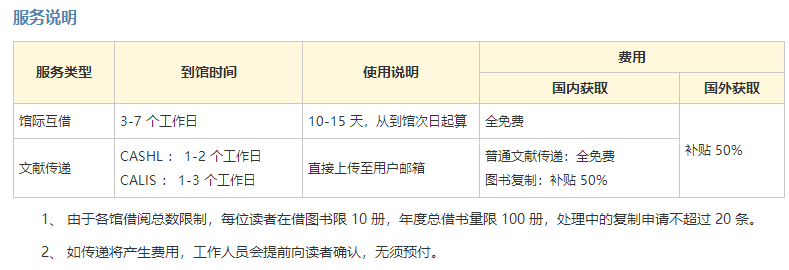 服务说明
服务类型 到馆时间 使用说明 费用
国内获取 国外获取
馆际互借 3-7 个工作日 10-15 天，从到馆次日起算 全免费 补贴 50%
文献传递 CASHL： 1-2 个工作日 直接上传至用户邮箱 普通文献传递：全免费
CALIS ： 1-3 个工作日 图书复制：补贴 50%
1、 由于各馆借阅总数限制，每位读者在借图书限 10 册，年度总借书量限 100 册，处理中的复制申请不超过 20 条。
2、 如传递将产生费用，工作人员会提前向读者确认，无须预付。